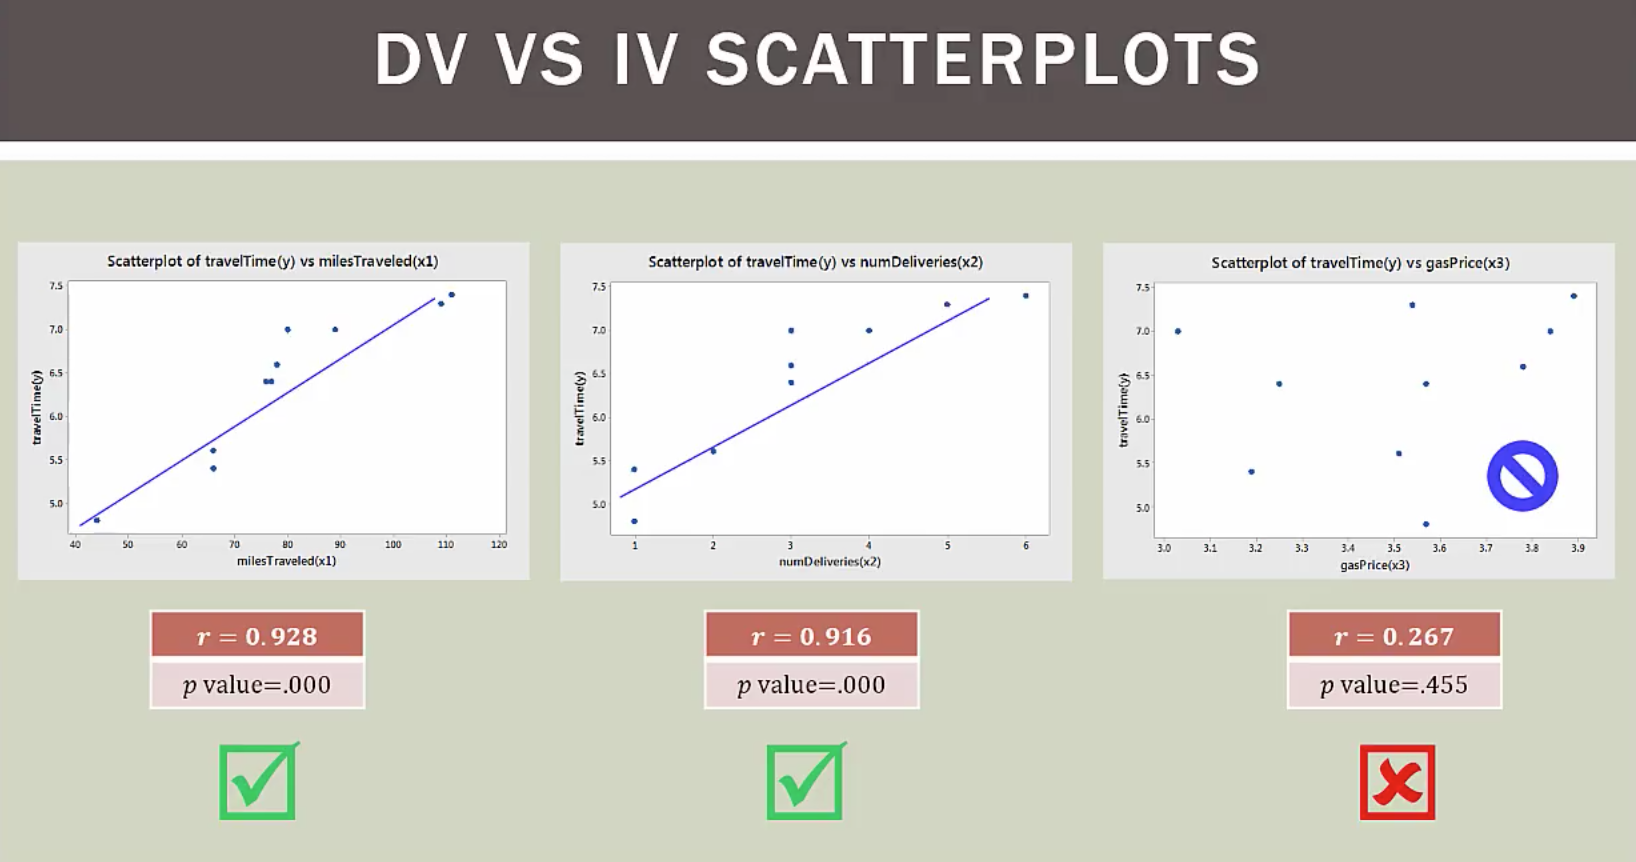 DV VS IV SCATTERPLOTS
Scatterplot of travelTime(y) vs milesTraveled(x1)
7.5
7.0
6.5
6.0
5.5
5.0
travelTime(y)
40 50 60 70 80 90 100 110 120
milesTraveled(x1)
Scatterplot of travelTime(y) vs numDeliveries(x2)
7.5
7.0
6.5
6.0
5.5
5.0
travelTime(y)
1 2 3 4 5 6
numDeliveries(x2)
Scatterplot of travelTime(y) vs gasPrice(x3)
7.5
7.0
6.5
6.0
5.5
5.0
travelTime(y)
3.0 3.1 3.2 3.3 3.4 3.5 3.6 3.7 3.8 3.9
gasPrice(x3)
r = 0.928
p value=.000
r = 0.916
p value=.000
r = 0.267
p value=.455